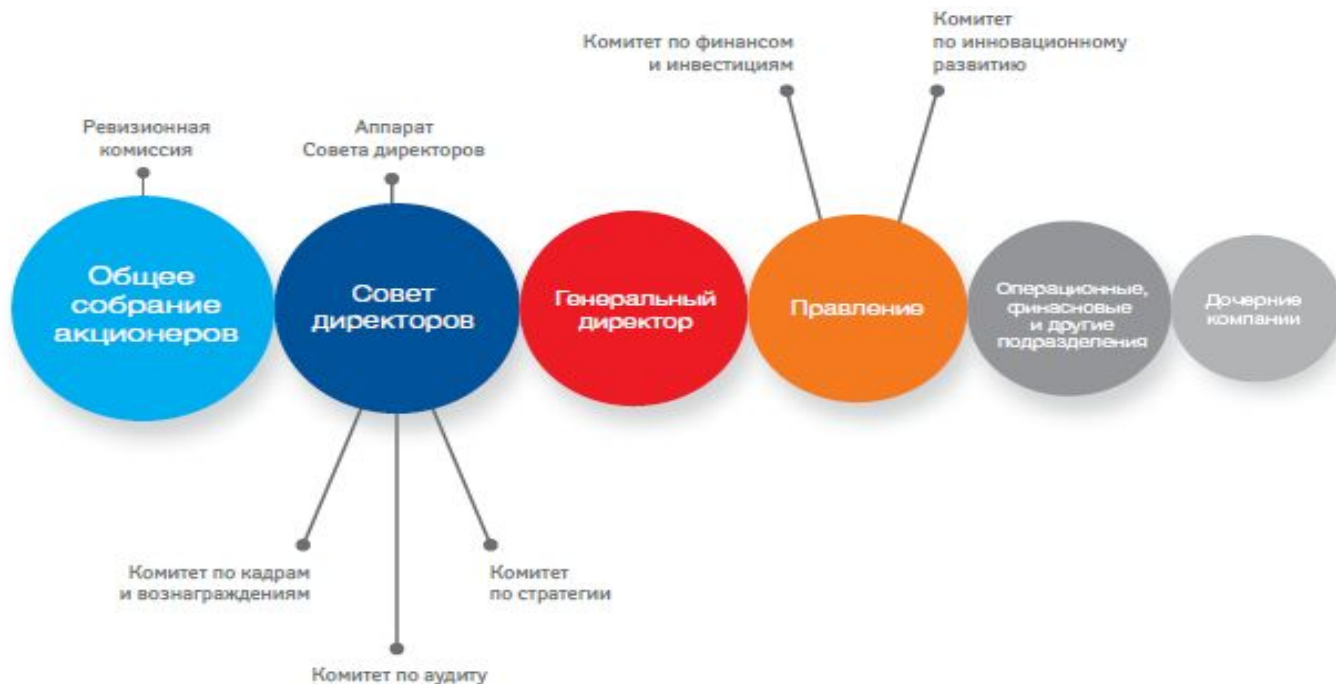 Комитет по финансом
и инвестициям
Комитет
по инновационному
развитию
Ревизионная
комиссия
Аппарат
Совета директоров
Общее
собрание
акционеров
Совет
директоров
Генеральный
директор
Правление
Операционные,
финасновые
и другие
подразделения
Дочерние
компании
Комитет по кадрам
и вознаграждениям
Комитет
по стратегии
Комитет по аудиту